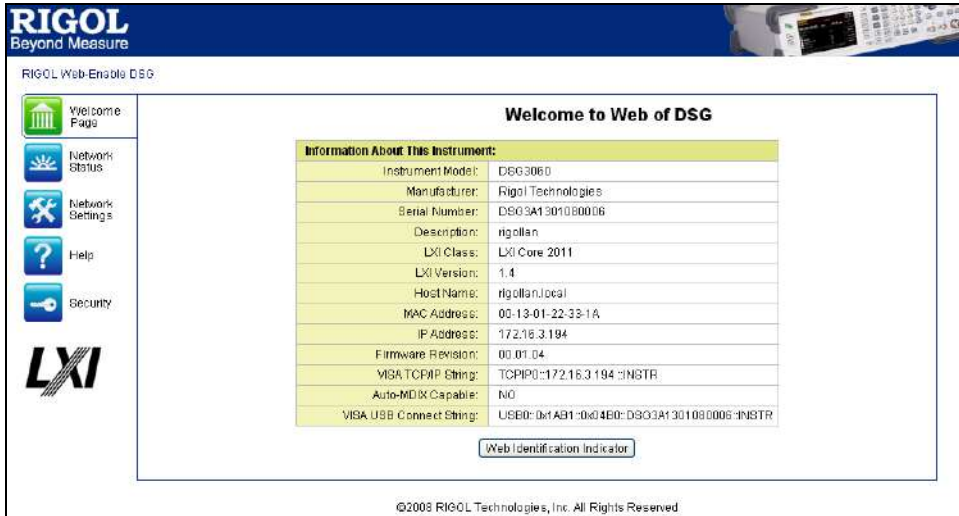 RIGOL
Beyond Measure
RIGOL Web-Enable DSG
Welcome Page
Network Status
Network Settings
Help
Security
LXI
Welcome to Web of DSG
Information About This Instrument:
Instrument Model: DSG3060
Manufacturer: Rigol Technologies
Serial Number: DSG3A1301080006
Description: rigollan
LXI Class: LXI Core 2011
LXI Version: 1.4
Host Name: rigollan.local
MAC Address: 00-13-01-22-33-1A
IP Address: 172.16.3.194
Firmware Revision: 00.01.04
VISA TCP/IP String: TCPIP0::172.16.3.194::INSTR
Auto-MDIX Capable: NO
VISA USB Connect String: USB0::0x1AB1::0x04B0::DSG3A1301080006::INSTR
Web Identification Indicator
©2008 RIGOL Technologies, Inc. All Rights Reserved